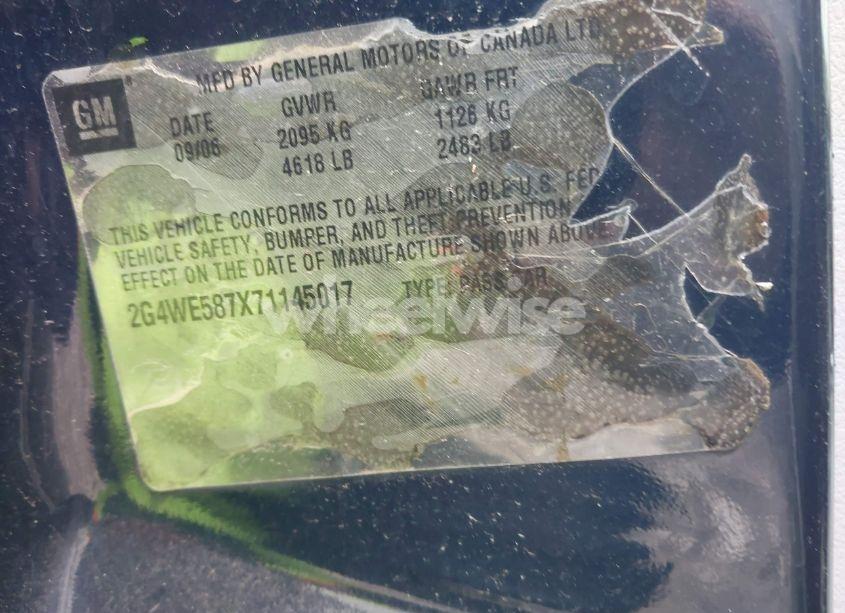 MFD BY GENERAL MOTORS OF CANADA LTD.
GM
DATE GVWR GAWR FRT
09/06 2095 KG 1126 KG
4618 LB 2483 LB
THIS VEHICLE CONFORMS TO ALL APPLICABLE U.S. FED
VEHICLE SAFETY, BUMPER, AND THEFT PREVENTION
EFFECT ON THE DATE OF MANUFACTURE SHOWN ABOVE
2G4WE587X71145017 TYPE: PASS
wheelwise